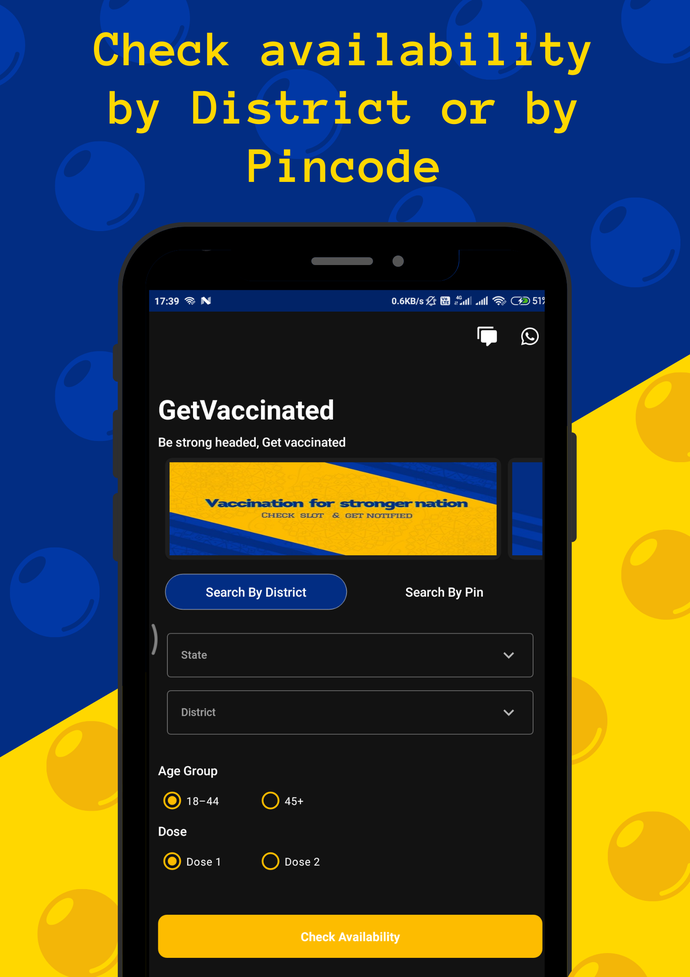 Check availability
by District or by
Pincode
17:39
0.6KB/s 4G 51%
GetVaccinated
Be strong headed, Get vaccinated
Vaccination for stronger nation
CHECK SLOT & GET NOTIFIED
Search By District Search By Pin
State
District
Age Group
18–44 45+
Dose
Dose 1 Dose 2
Check Availability